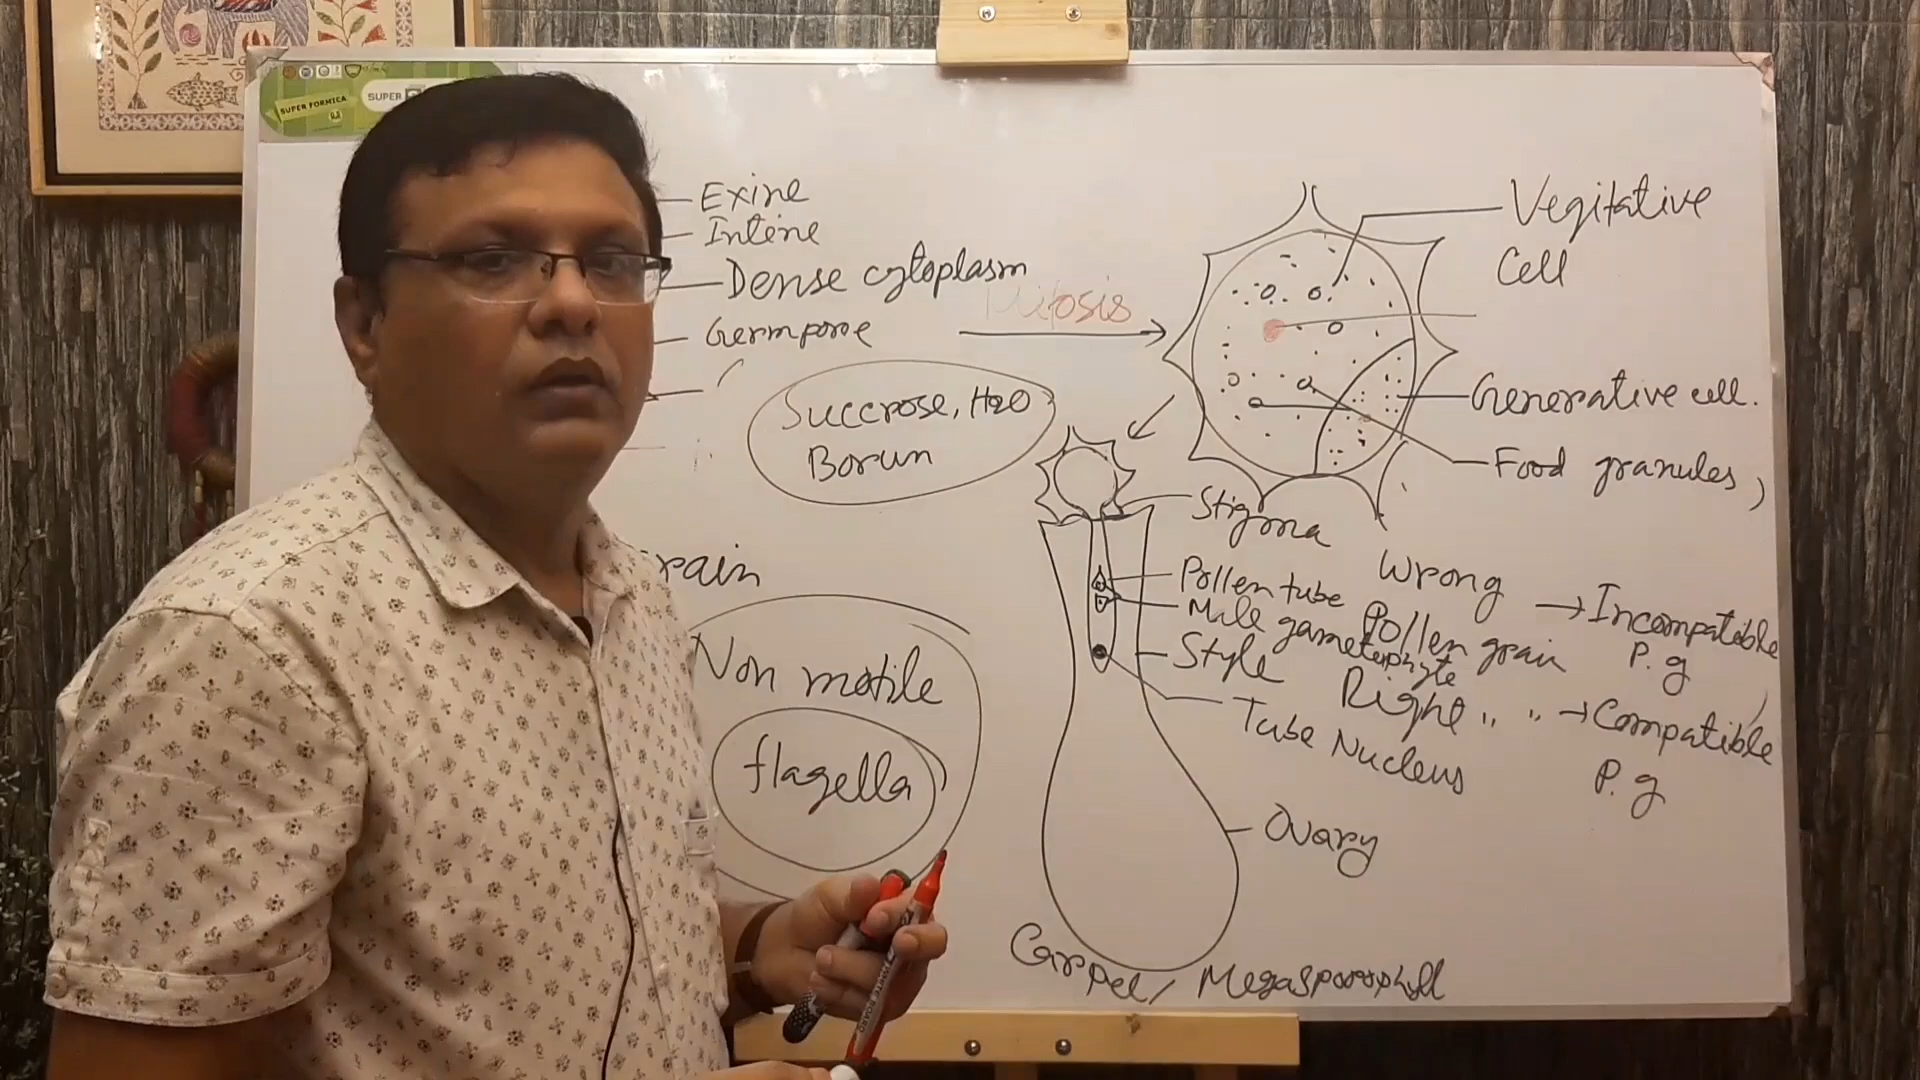 SUPER FORMICA
SUPER
Exine
Intine
Dense cytoplasm
Mitosis
Germpore
Succrose, H2O
Borun
Vegitative
Cell
Generative cell.
Food granules,
Stigma
Pollen tube
Male gametophyte
Style
Tube Nucleus
Ovary
Carpel / Megasporophyll
Wrong
Pollen grain → Incompatible
P.g
Right " " → Compatible
P.g
rain
Non motile
flagella
WHITE BOARD